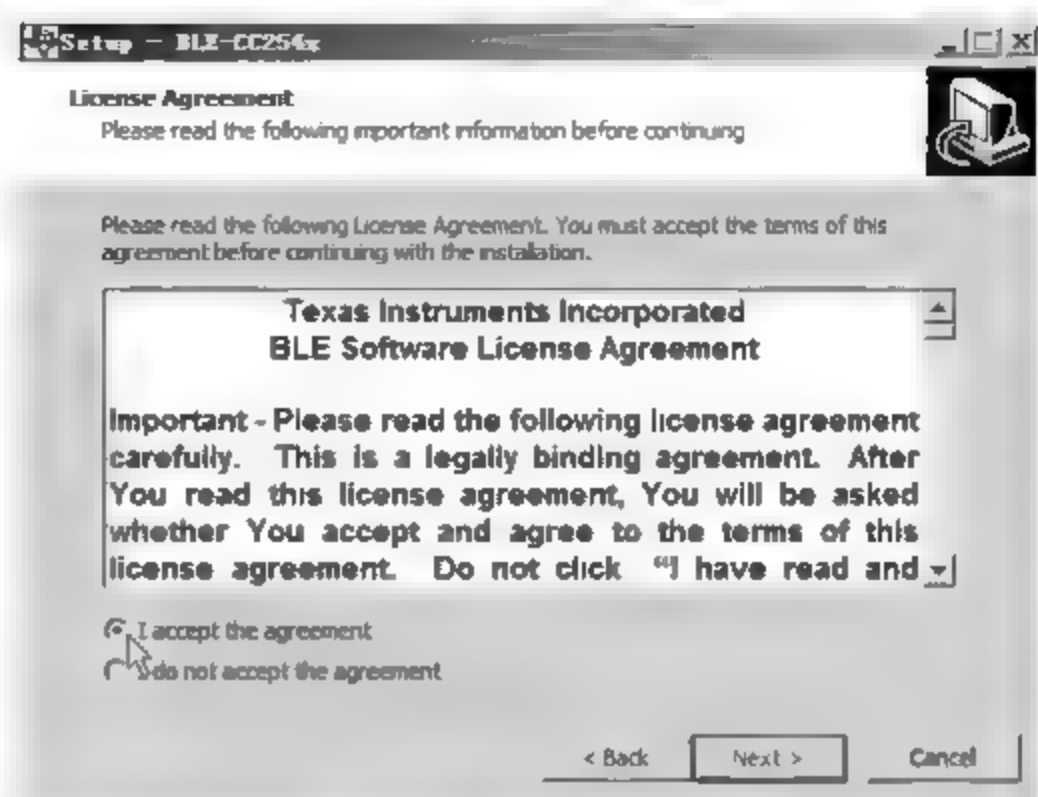 Setup - BLE-CC254x
License Agreement
Please read the following important information before continuing
Please read the following License Agreement. You must accept the terms of this
agreement before continuing with the installation.
Texas Instruments Incorporated
BLE Software License Agreement
Important - Please read the following license agreement
carefully. This is a legally binding agreement. After
You read this license agreement, You will be asked
whether You accept and agree to the terms of this
license agreement. Do not click "I have read and
I accept the agreement
I do not accept the agreement
< Back
Next >
Cancel